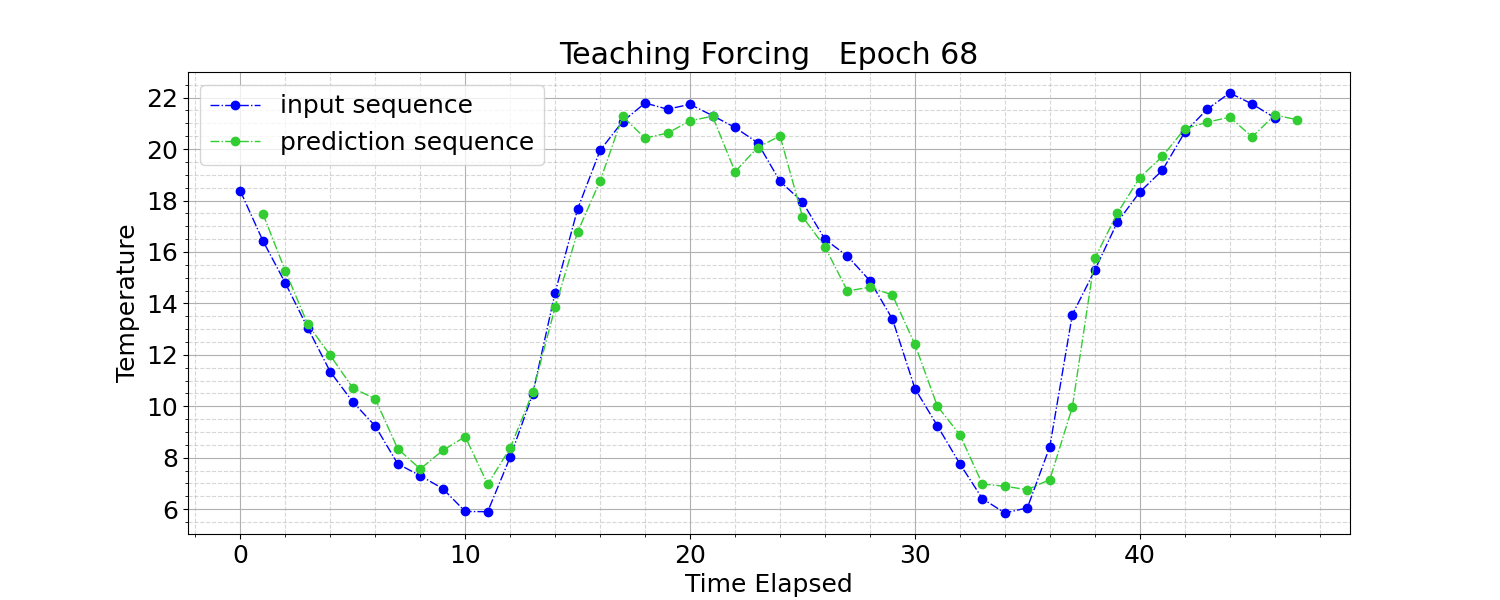 Teaching Forcing   Epoch 68
input sequence
prediction sequence
Temperature
22
20
18
16
14
12
10
8
6
0 10 20 30 40
Time Elapsed